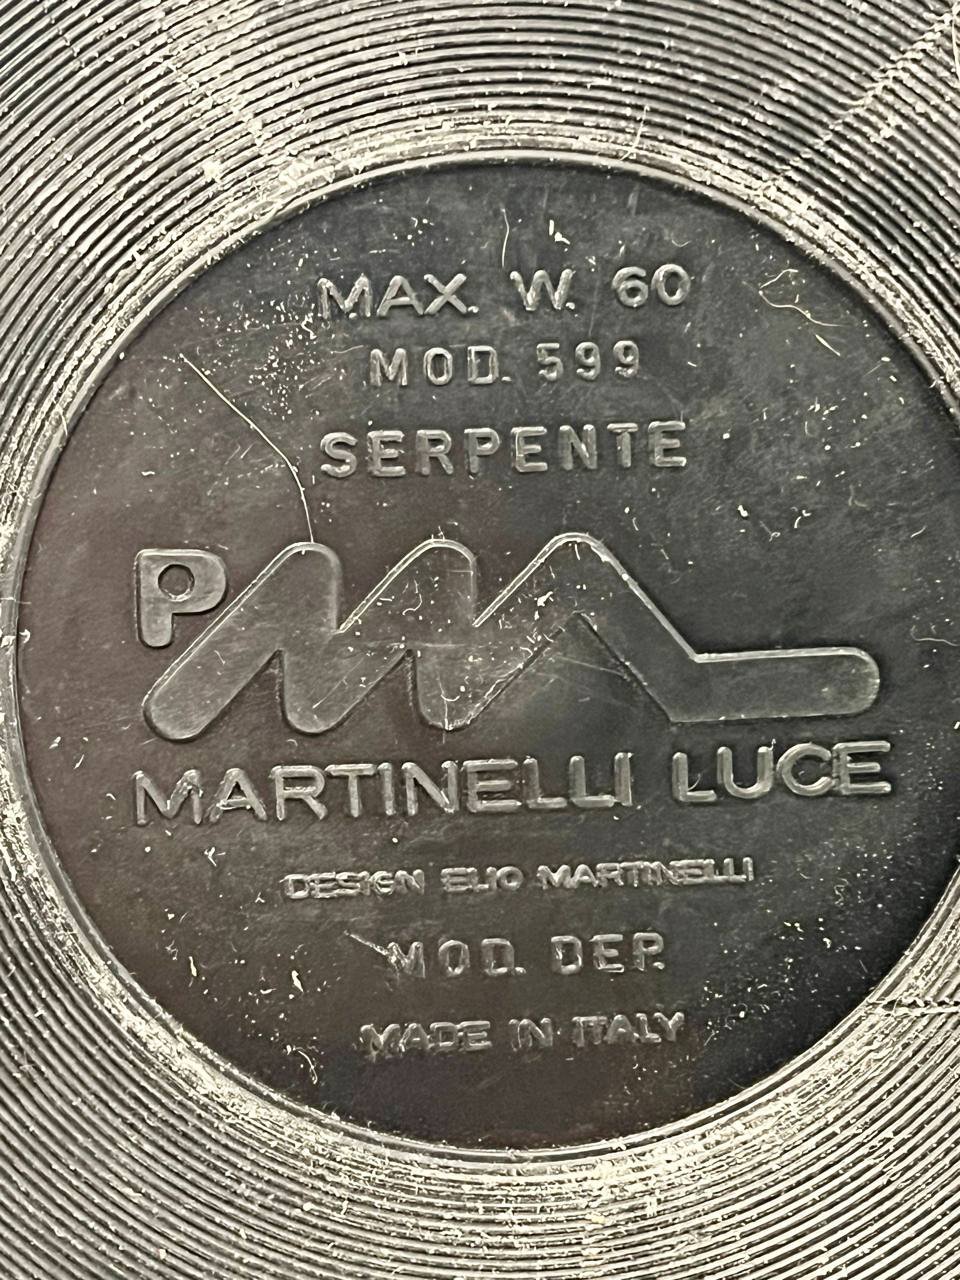 MAX. W. 60
MOD. 599
SERPENTE
P
MARTINELLI LUCE
DESIGN ELIO MARTINELLI
MOD. DEP.
MADE IN ITALY